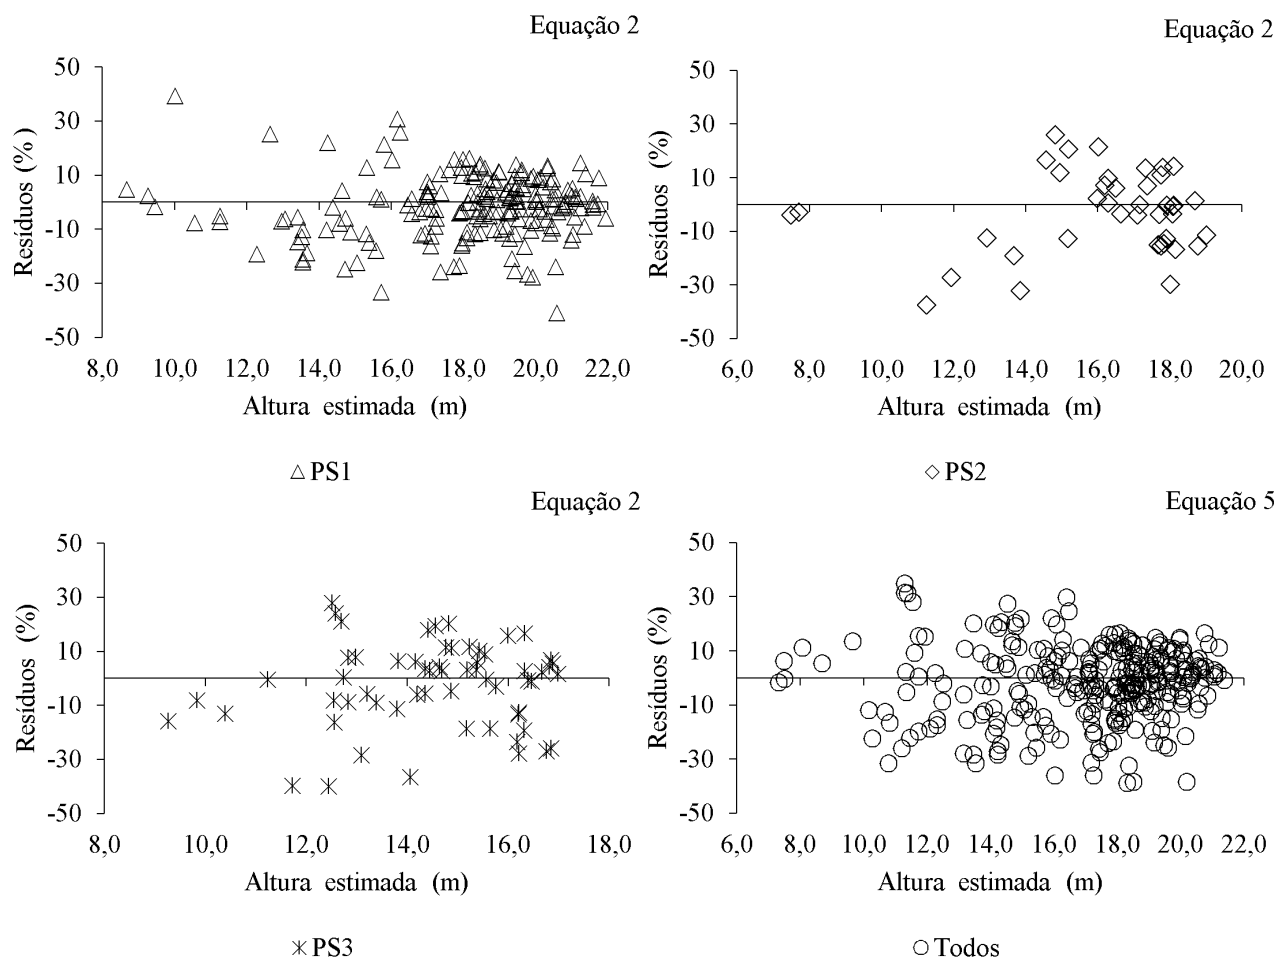 Equação 2
50
30
10
-10
-30
-50
Resíduos (%)
8,0 10,0 12,0 14,0 16,0 18,0 20,0 22,0
Altura estimada (m)
PS1
Equação 2
50
30
10
-10
-30
-50
Resíduos (%)
6,0 8,0 10,0 12,0 14,0 16,0 18,0 20,0
Altura estimada (m)
PS2
Equação 2
50
30
10
-10
-30
-50
Resíduos (%)
8,0 10,0 12,0 14,0 16,0 18,0
Altura estimada (m)
PS3
Equação 5
50
30
10
-10
-30
-50
Resíduos (%)
6,0 8,0 10,0 12,0 14,0 16,0 18,0 20,0 22,0
Altura estimada (m)
Todos